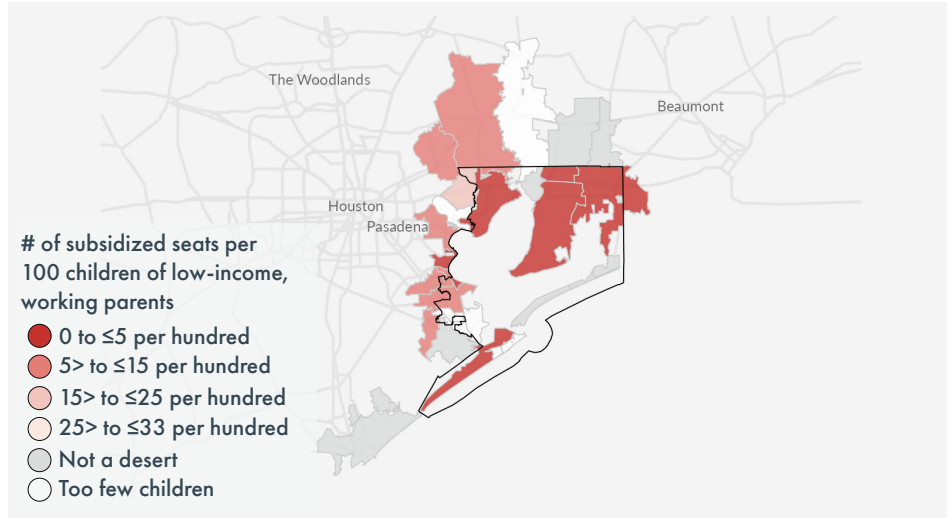 The Woodlands
Beaumont
Houston
Pasadena
# of subsidized seats per
100 children of low-income,
working parents
0 to ≤5 per hundred
5> to ≤15 per hundred
15> to ≤25 per hundred
25> to ≤33 per hundred
Not a desert
Too few children